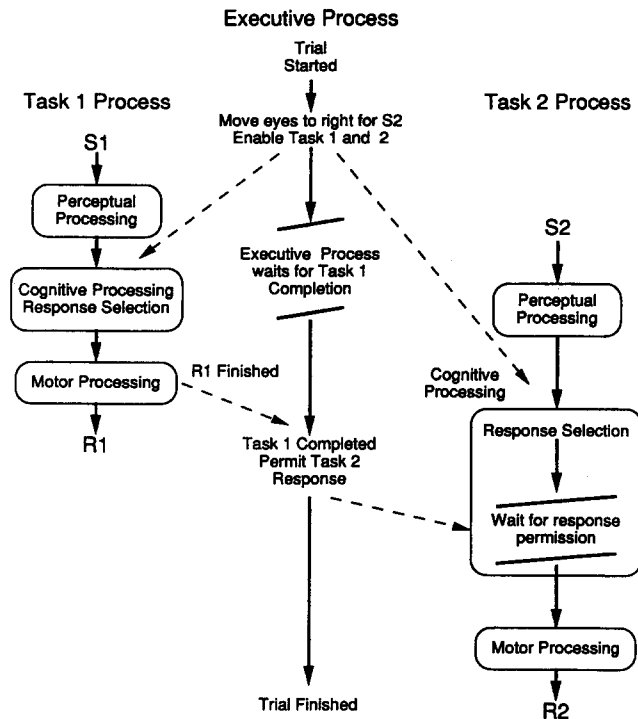 Executive Process
Trial
Started
Task 1 Process
Task 2 Process
Move eyes to right for S2
Enable Task 1 and 2
S1
Perceptual
Processing
S2
Executive Process
waits for Task 1
Completion
Cognitive Processing
Response Selection
Perceptual
Processing
Motor Processing
R1 Finished
Cognitive
Processing
R1
Task 1 Completed
Permit Task 2
Response
Response Selection
Wait for response
permission
Motor Processing
Trial Finished
R2